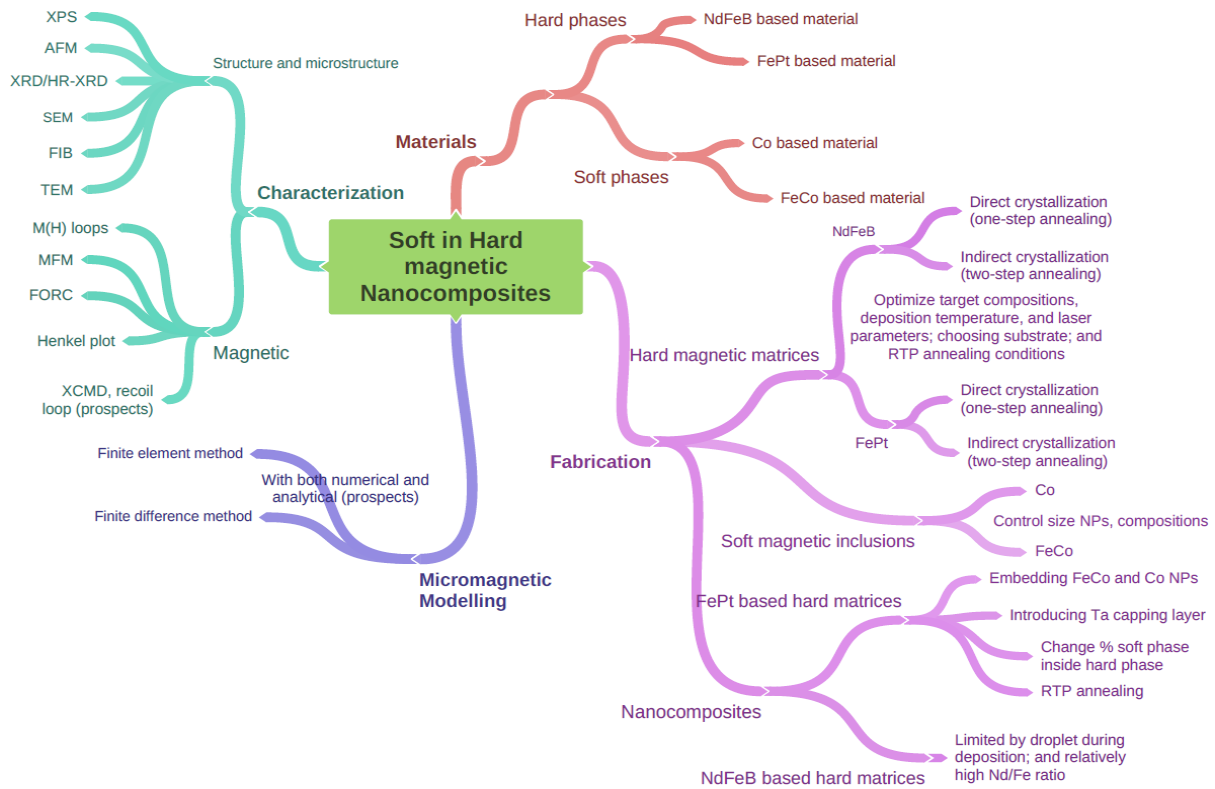 Soft in Hard
magnetic
Nanocomposites
Characterization
Structure and microstructure
XPS
AFM
XRD/HR-XRD
SEM
FIB
TEM
Magnetic
M(H) loops
MFM
FORC
Henkel plot
XCMD, recoil
loop (prospects)
Materials
Hard phases
NdFeB based material
FePt based material
Soft phases
Co based material
FeCo based material
Fabrication
Hard magnetic matrices
NdFeB
Direct crystallization
(one-step annealing)
Indirect crystallization
(two-step annealing)
Optimize target compositions,
deposition temperature, and laser
parameters; choosing substrate; and
RTP annealing conditions
FePt
Direct crystallization
(one-step annealing)
Indirect crystallization
(two-step annealing)
Soft magnetic inclusions
Co
Control size NPs, compositions
FeCo
Nanocomposites
FePt based hard matrices
Embedding FeCo and Co NPs
Introducing Ta capping layer
Change % soft phase
inside hard phase
RTP annealing
NdFeB based hard matrices
Limited by droplet during
deposition; and relatively
high Nd/Fe ratio
Micromagnetic
Modelling
With both numerical and
analytical (prospects)
Finite element method
Finite difference method